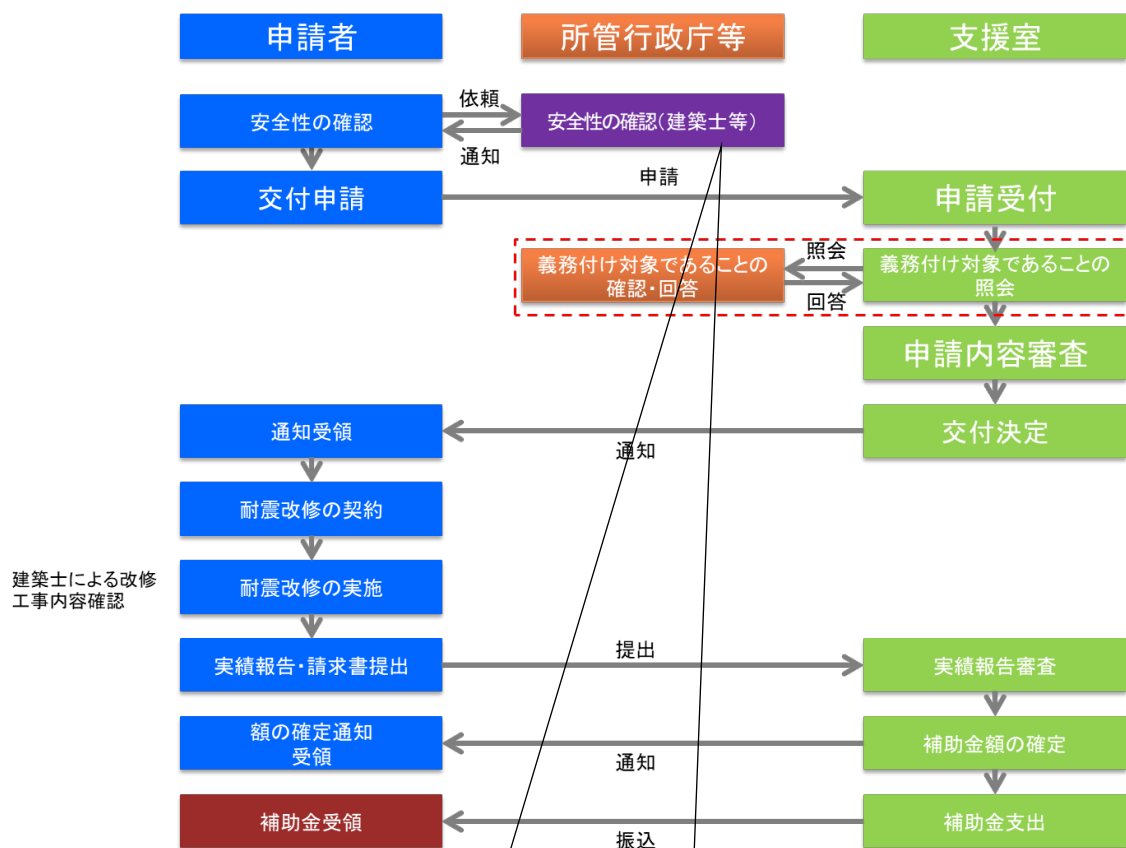 申請者
所管行政庁等
支援室
安全性の確認
依頼
通知
安全性の確認(建築士等)
交付申請
申請
申請受付
義務付け対象であることの
確認・回答
照会
回答
義務付け対象であることの
照会
申請内容審査
通知受領
通知
交付決定
耐震改修の契約
建築士による改修
工事内容確認
耐震改修の実施
実績報告・請求書提出
提出
実績報告審査
額の確定通知
受領
通知
補助金額の確定
補助金受領
振込
補助金支出